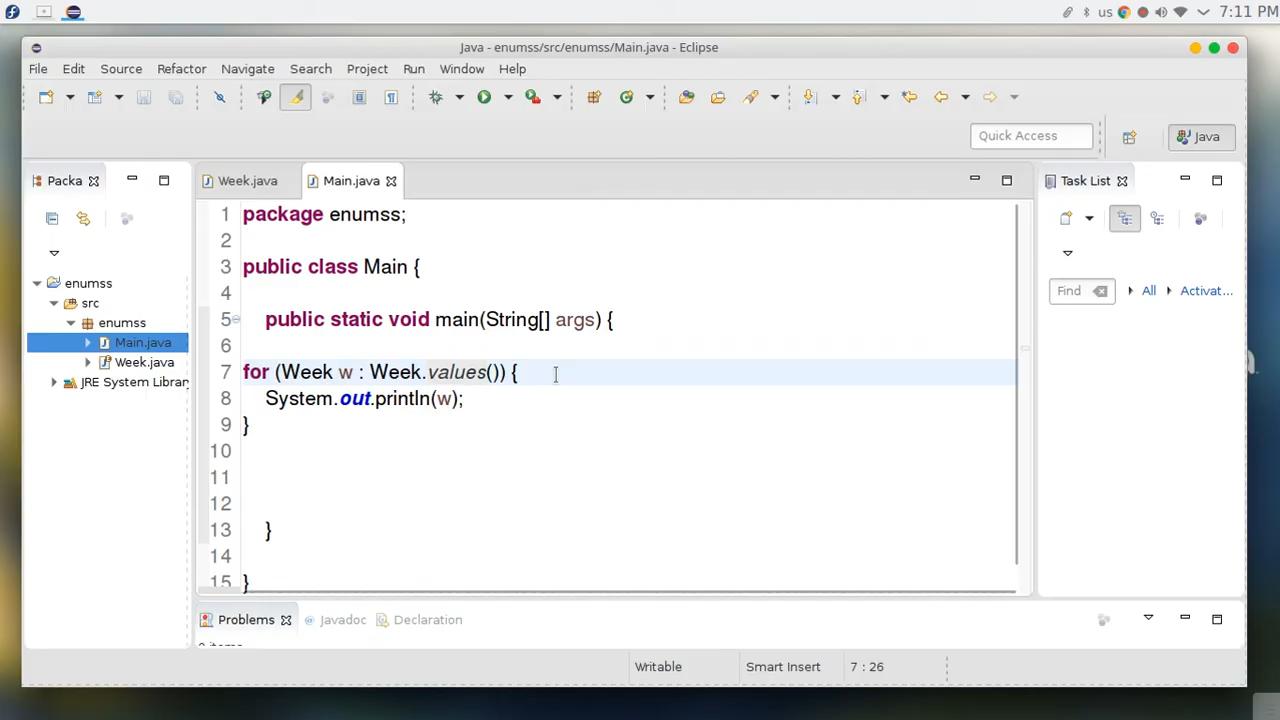 us 7:11 PM
Java - enumss/src/enumss/Main.java - Eclipse
File Edit Source Refactor Navigate Search Project Run Window Help
Quick Access Java
Packa Week.java Main.java Task List
1 package enumss;
2
3 public class Main {
4
5 public static void main(String[] args) {
6
7 for (Week w : Week.values()) {
8 System.out.println(w);
9 }
10
11
12
13 }
14
15 }
enumss
src
enumss
Main.java
Week.java
JRE System Library
Find All Activat...
Problems Javadoc Declaration
Writable Smart Insert 7 : 26